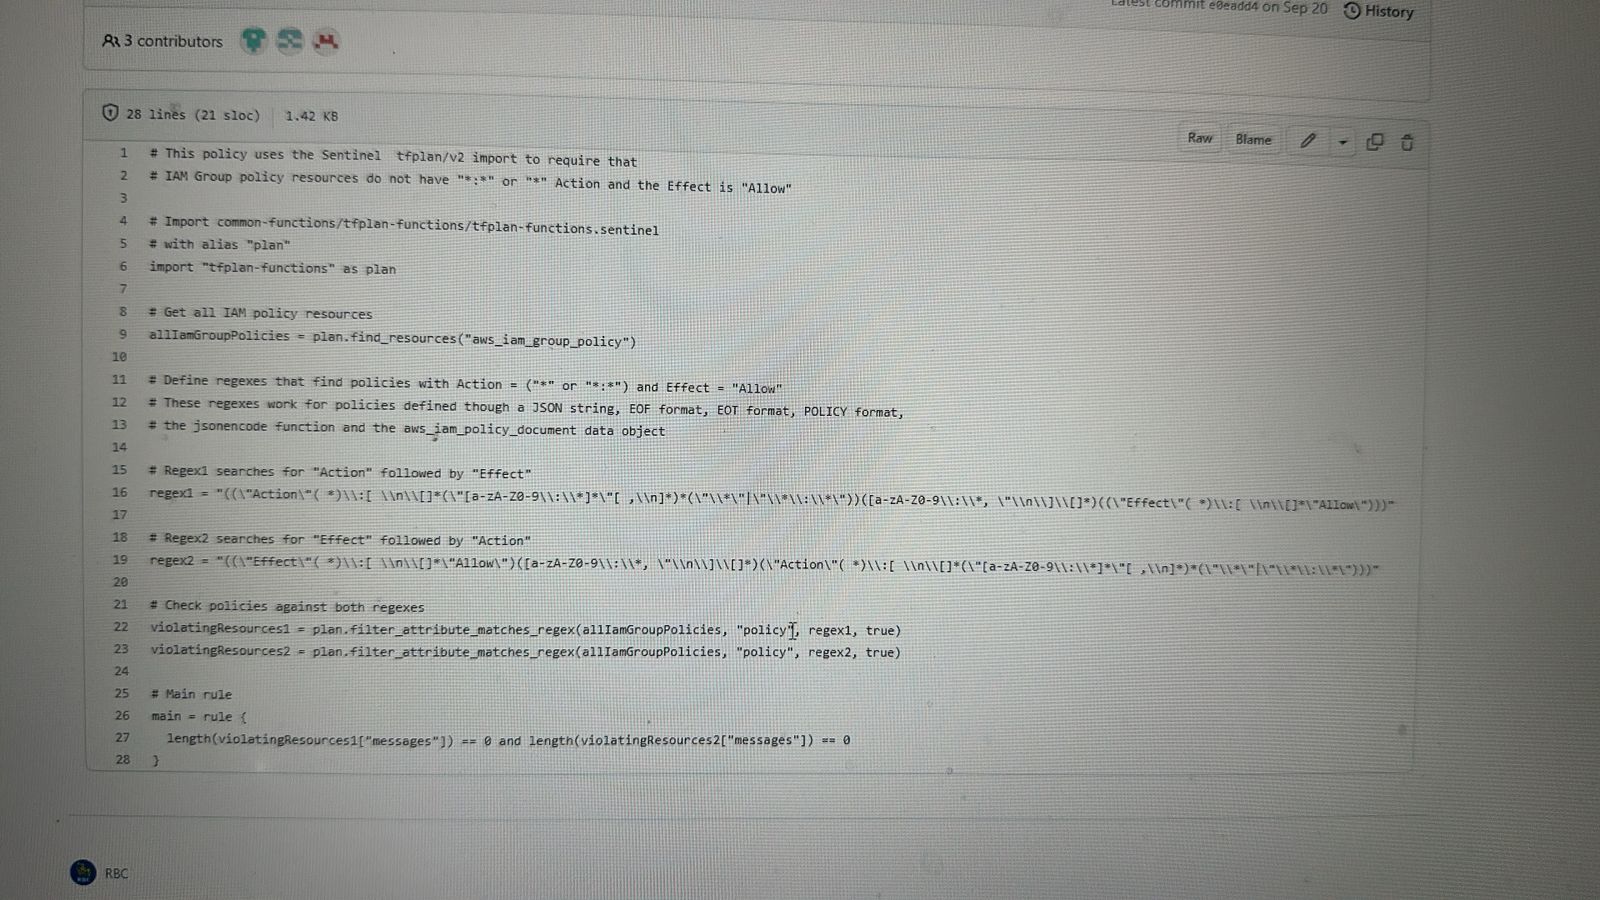 Latest commit e0eadd4 on Sep 20 History
3 contributors
28 lines (21 sloc) 1.42 KB
Raw Blame
1 # This policy uses the Sentinel  tfplan/v2 import to require that
2 # IAM Group policy resources do not have "*:*" or "*" Action and the Effect is "Allow"
3
4 # Import common-functions/tfplan-functions/tfplan-functions.sentinel
5 # with alias "plan"
6 import "tfplan-functions" as plan
7
8 # Get all IAM policy resources
9 allIamGroupPolicies = plan.find_resources("aws_iam_group_policy")
10
11 # Define regexes that find policies with Action = ("*" or "*:*") and Effect = "Allow"
12 # These regexes work for policies defined though a JSON string, EOF format, EOT format, POLICY format,
13 # the jsonencode function and the aws_iam_policy_document data object
14
15 # Regex1 searches for "Action" followed by "Effect"
16 regex1 = "((\"Action\"( *)\\:[ \\n\\[]*(\"[a-zA-Z0-9\\:\\*]*\"[ ,\\n]*)*(\"\\*\"|\"\\*\\:\\*\"))([a-zA-Z0-9\\:\\*, \"\\n\\]\\[]*)((\"Effect\"( *)\\:[ \\n\\[]*\"Allow\")))"
17
18 # Regex2 searches for "Effect" followed by "Action"
19 regex2 = "((\"Effect\"( *)\\:[ \\n\\[]*\"Allow\")([a-zA-Z0-9\\:\\*, \"\\n\\]\\[]*)(\"Action\"( *)\\:[ \\n\\[]*(\"[a-zA-Z0-9\\:\\*]*\"[ ,\\n]*)*(\"\\*\"|\"\\*\\:\\*\")))"
20
21 # Check policies against both regexes
22 violatingResources1 = plan.filter_attribute_matches_regex(allIamGroupPolicies, "policy", regex1, true)
23 violatingResources2 = plan.filter_attribute_matches_regex(allIamGroupPolicies, "policy", regex2, true)
24
25 # Main rule
26 main = rule {
27   length(violatingResources1["messages"]) == 0 and length(violatingResources2["messages"]) == 0
28 }
RBC